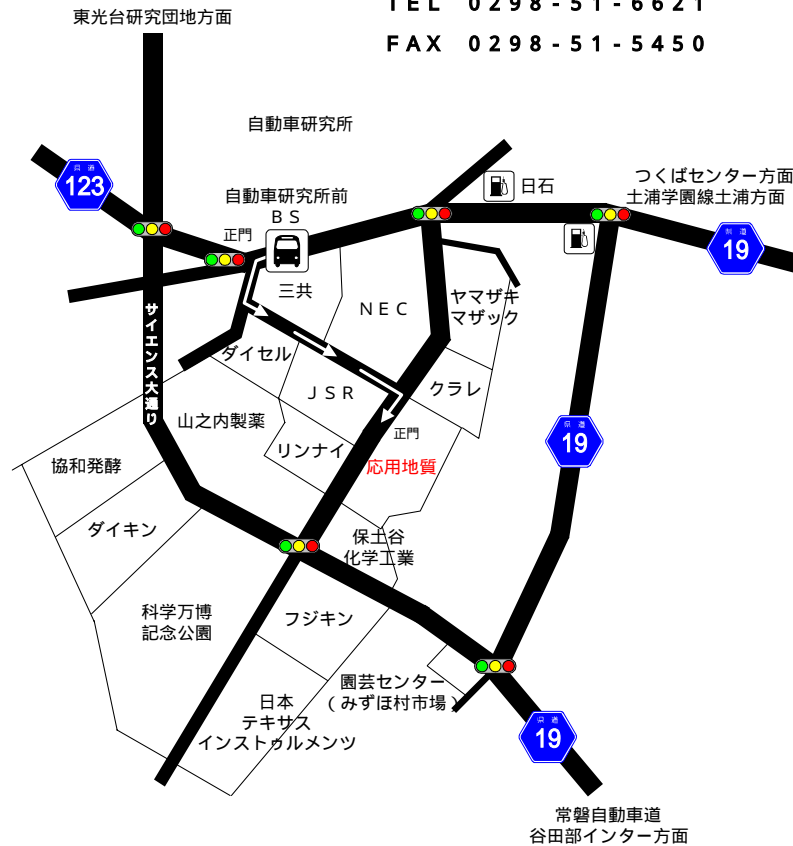 東光台研究団地方面
TEL 0298-51-6621
FAX 0298-51-5450
自動車研究所
県道
123
自動車研究所前
BS
正門
日石
つくばセンター方面
土浦学園線土浦方面
県道
19
三共
NEC
ヤマザキ
マザック
サイエンス大通り
ダイセル
JSR
クラレ
山之内製薬
正門
県道
19
リンナイ
応用地質
協和発酵
ダイキン
保土谷
化学工業
科学万博
記念公園
フジキン
園芸センター
(みずほ村市場)
日本
テキサス
インストゥルメンツ
県道
19
常磐自動車道
谷田部インター方面